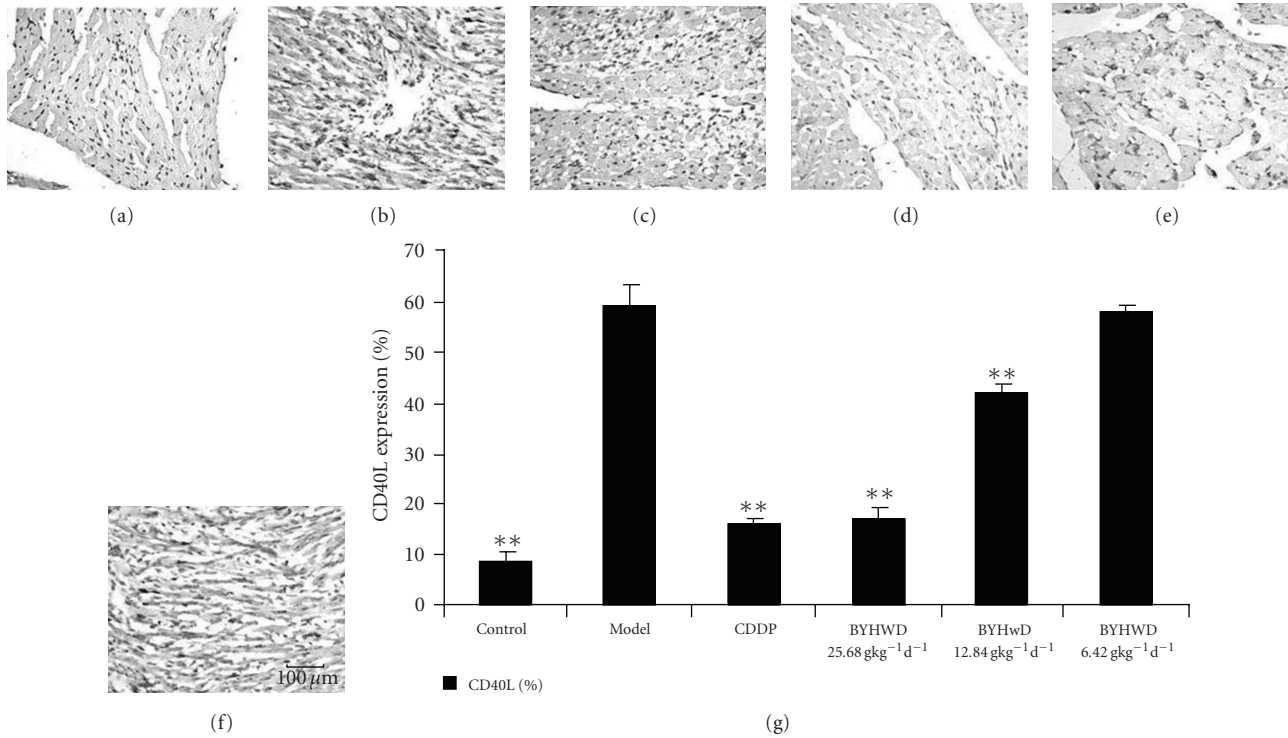 (a)
(b)
(c)
(d)
(e)
70
60
50
40
30
20
10
0
CD40L expression (%)
**
**
**
**
Control
Model
CDDP
BYHWD
25.68 gkg⁻¹d⁻¹
BYHwD
12.84 gkg⁻¹d⁻¹
BYHWD
6.42 gkg⁻¹d⁻¹
CD40L (%)
100 μm
(f)
(g)